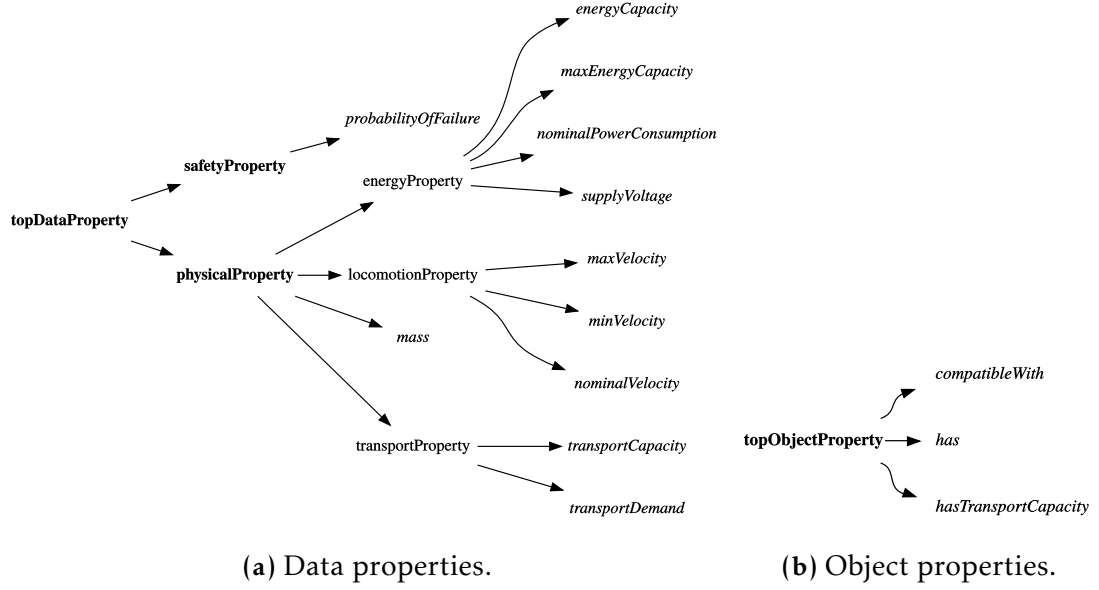 energyCapacity
maxEnergyCapacity
probabilityOfFailure
nominalPowerConsumption
safetyProperty
energyProperty
supplyVoltage
topDataProperty
maxVelocity
physicalProperty
locomotionProperty
minVelocity
mass
nominalVelocity
transportProperty
transportCapacity
transportDemand
compatibleWith
topObjectProperty
has
hasTransportCapacity
(a) Data properties.
(b) Object properties.